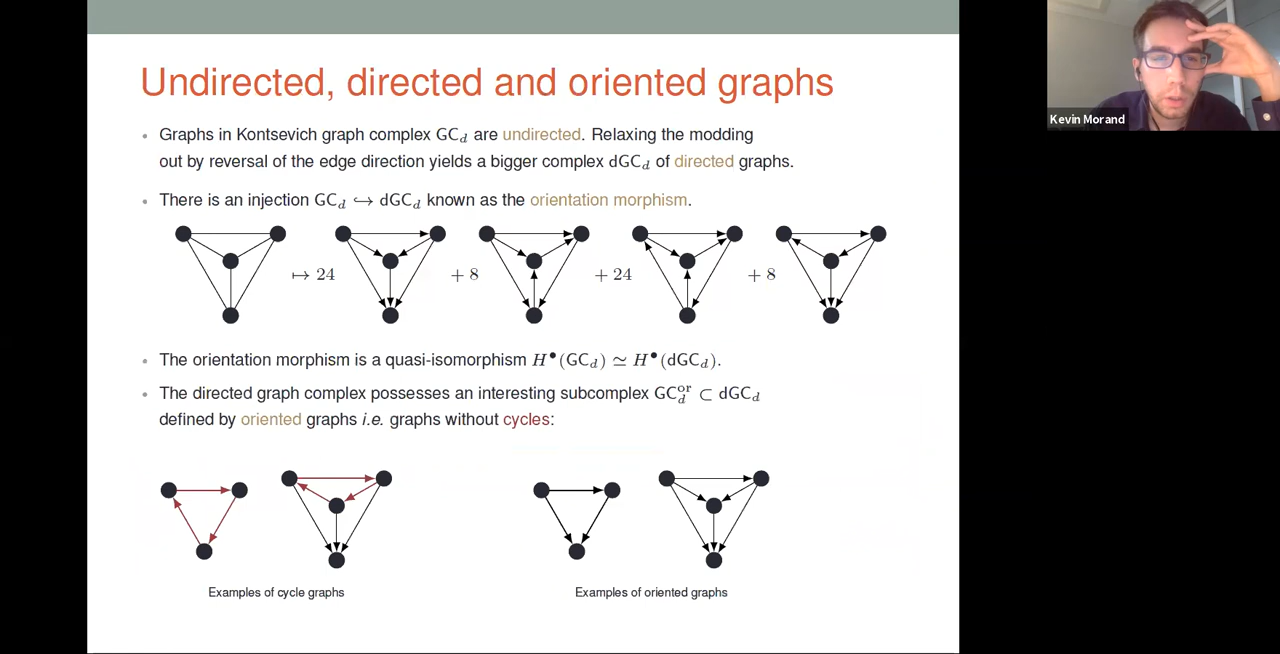 Undirected, directed and oriented graphs
• Graphs in Kontsevich graph complex GC_d are undirected. Relaxing the modding
out by reversal of the edge direction yields a bigger complex dGC_d of directed graphs.
• There is an injection GC_d ↪ dGC_d known as the orientation morphism.
↦ 24 + 8 + 24 + 8
• The orientation morphism is a quasi-isomorphism H^•(GC_d) ≃ H^•(dGC_d).
• The directed graph complex possesses an interesting subcomplex GC_d^or ⊂ dGC_d
defined by oriented graphs i.e. graphs without cycles:
Examples of cycle graphs
Examples of oriented graphs
Kevin Morand